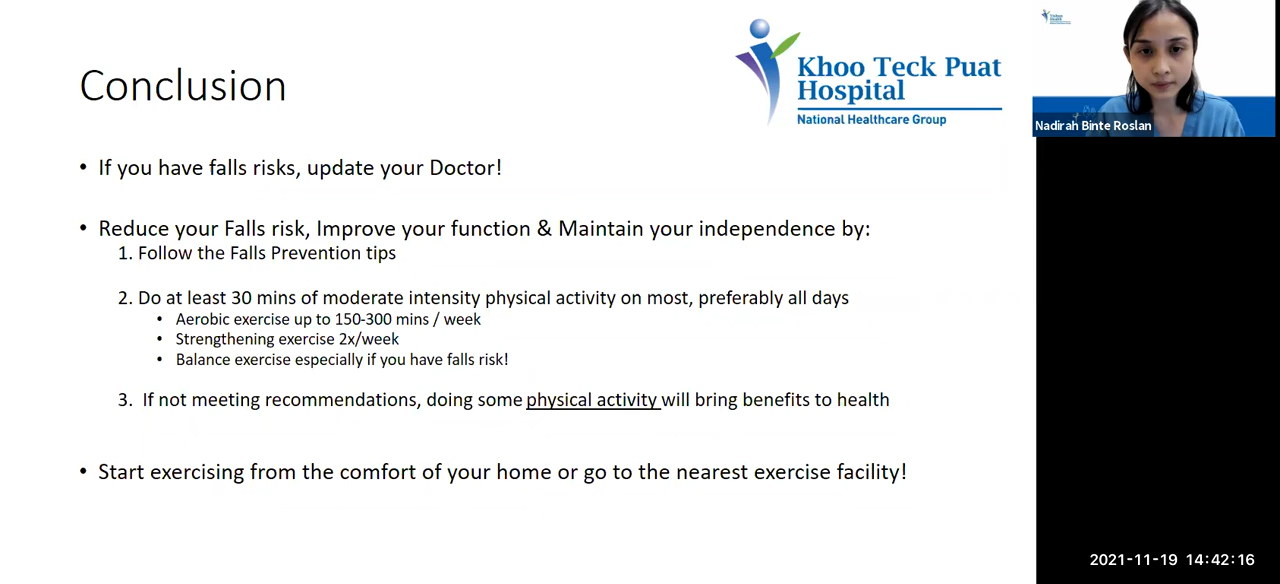 Conclusion
Khoo Teck Puat
Hospital
National Healthcare Group
Nadirah Binte Roslan
• If you have falls risks, update your Doctor!
• Reduce your Falls risk, Improve your function & Maintain your independence by:
1. Follow the Falls Prevention tips
2. Do at least 30 mins of moderate intensity physical activity on most, preferably all days
• Aerobic exercise up to 150-300 mins / week
• Strengthening exercise 2x/week
• Balance exercise especially if you have falls risk!
3. If not meeting recommendations, doing some physical activity will bring benefits to health
• Start exercising from the comfort of your home or go to the nearest exercise facility!
2021-11-19 14:42:16